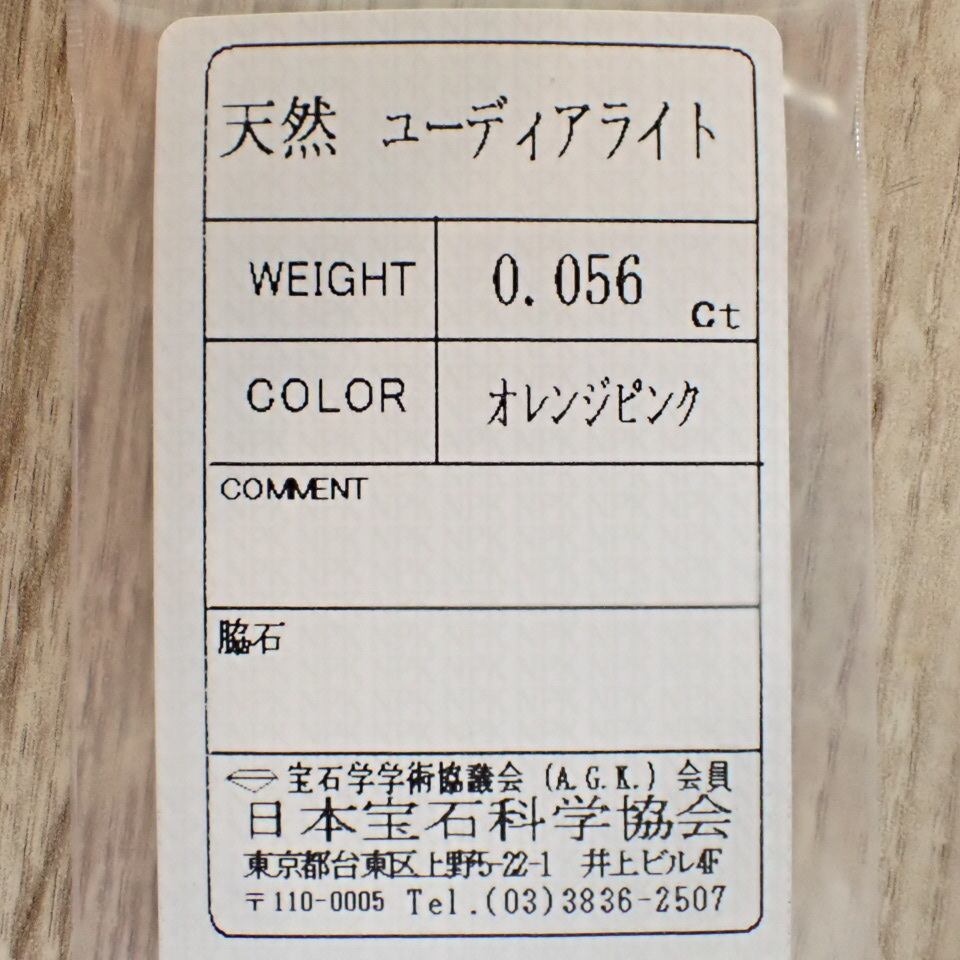 天然 ユーディアライト
WEIGHT 0.056 ct
COLOR オレンジピンク
COMMENT
脇石
宝石学学術協議会 (A.G.K.) 会員
日本宝石科学協会
東京都台東区上野5-22-1 井上ビル4F
〒110-0005 Tel.(03)3836-2507